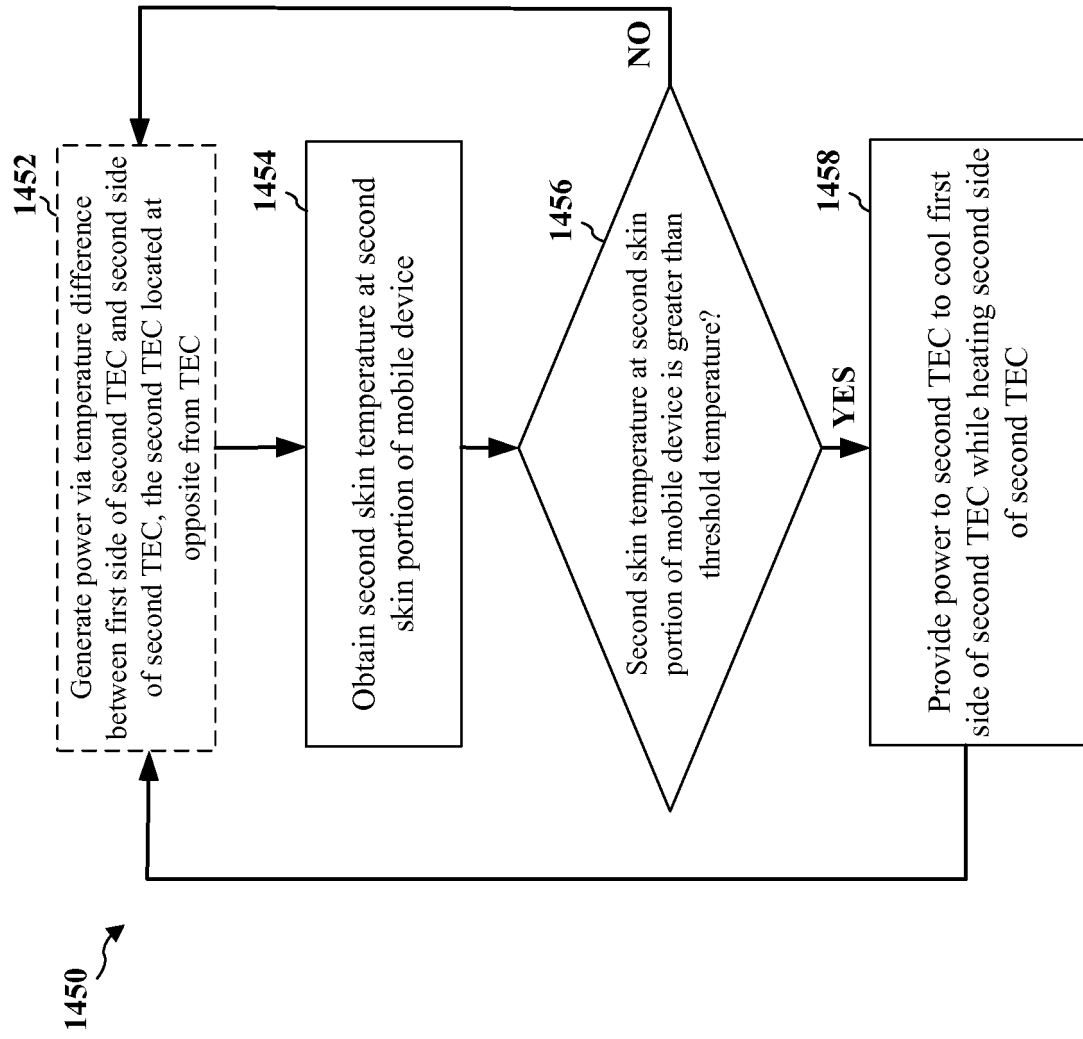 1450
1452
Generate power via temperature difference
between first side of second TEC and second side
of second TEC, the second TEC located at
opposite from TEC
1454
Obtain second skin temperature at second
skin portion of mobile device
1456
Second skin temperature at second skin
portion of mobile device is greater than
threshold temperature?
NO
YES
1458
Provide power to second TEC to cool first
side of second TEC while heating second side
of second TEC